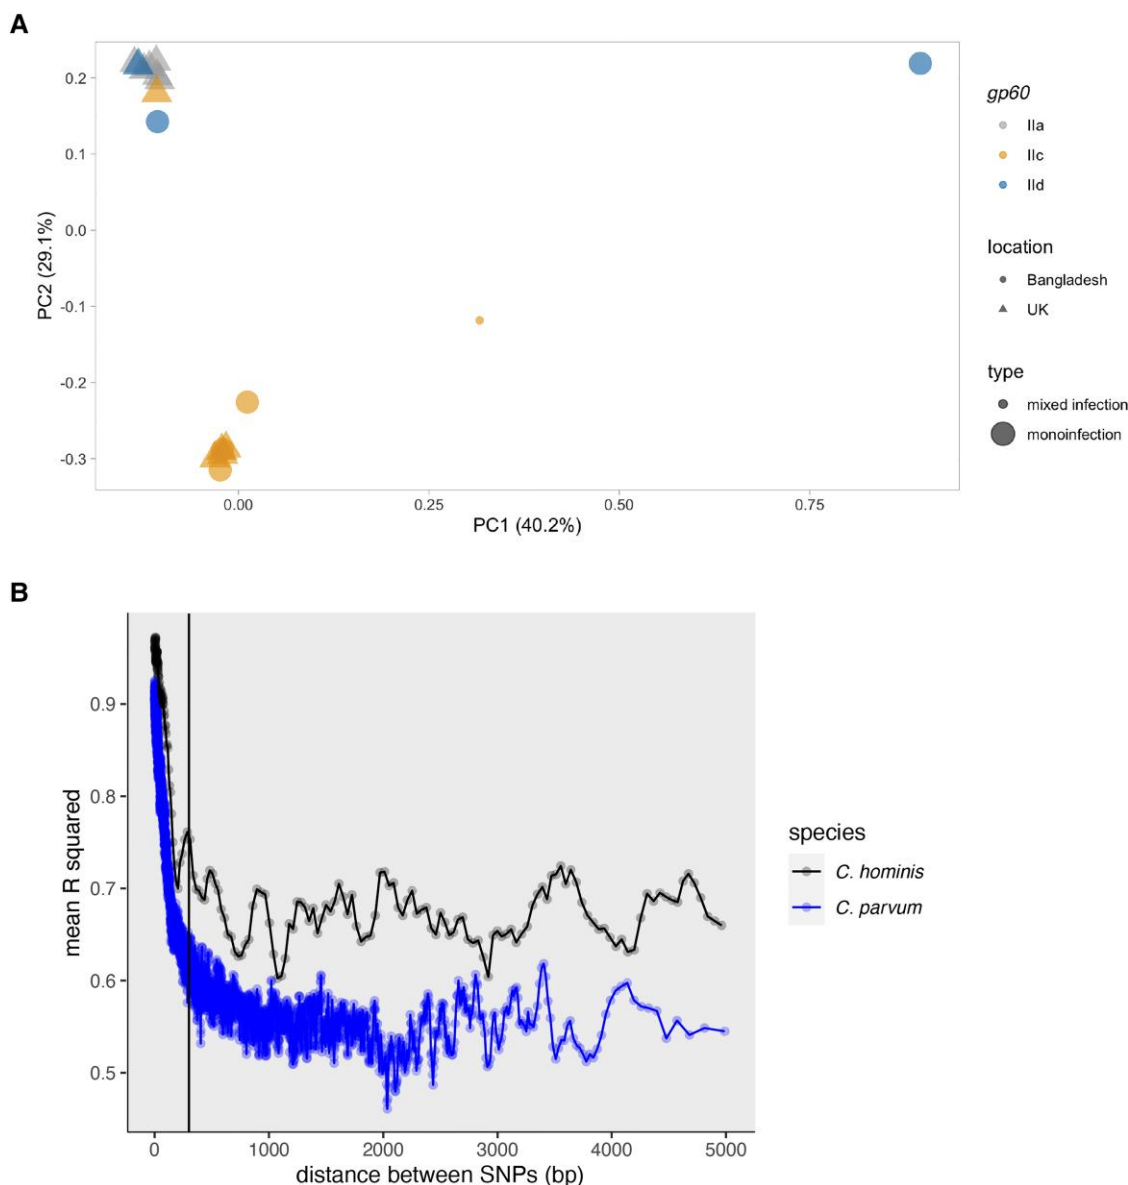 A
0.2
0.1
0.0
-0.1
-0.2
-0.3
PC2 (29.1%)
0.00 0.25 0.50 0.75
PC1 (40.2%)
gp60
IIa
IIc
IId
location
Bangladesh
UK
type
mixed infection
monoinfection
B
0.9
0.8
0.7
0.6
0.5
mean R squared
0 1000 2000 3000 4000 5000
distance between SNPs (bp)
species
C. hominis
C. parvum